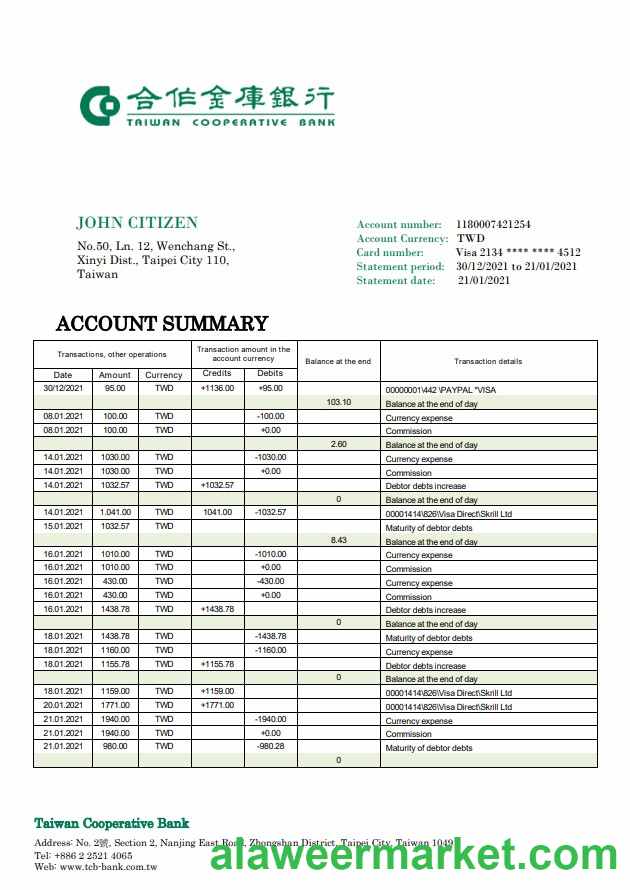 合作金庫銀行
TAIWAN COOPERATIVE BANK
JOHN CITIZEN
No.50, Ln. 12, Wenchang St.,
Xinyi Dist., Taipei City 110,
Taiwan
Account number: 1180007421254
Account Currency: TWD
Card number: Visa 2134 **** **** 4512
Statement period: 30/12/2021 to 21/01/2021
Statement date: 21/01/2021
ACCOUNT SUMMARY
Transactions, other operations Transaction amount in the account currency Balance at the end Transaction details
Date Amount Currency Credits Debits
30/12/2021 95.00 TWD +1136.00 +95.00 00000001\442 \PAYPAL "VISA
103.10 Balance at the end of day
08.01.2021 100.00 TWD -100.00 Currency expense
08.01.2021 100.00 TWD +0.00 Commission
2.60 Balance at the end of day
14.01.2021 1030.00 TWD -1030.00 Currency expense
14.01.2021 1030.00 TWD +0.00 Commission
14.01.2021 1032.57 TWD +1032.57 Debtor debts increase
0 Balance at the end of day
14.01.2021 1.041.00 TWD 1041.00 -1032.57 00001414\826\Visa Direct\Skrill Ltd
15.01.2021 1032.57 TWD Maturity of debtor debts
8.43 Balance at the end of day
16.01.2021 1010.00 TWD -1010.00 Currency expense
16.01.2021 1010.00 TWD +0.00 Commission
16.01.2021 430.00 TWD -430.00 Currency expense
16.01.2021 430.00 TWD +0.00 Commission
16.01.2021 1438.78 TWD +1438.78 Debtor debts increase
0 Balance at the end of day
18.01.2021 1438.78 TWD -1438.78 Maturity of debtor debts
18.01.2021 1160.00 TWD -1160.00 Currency expense
18.01.2021 1155.78 TWD +1155.78 Debtor debts increase
0 Balance at the end of day
18.01.2021 1159.00 TWD +1159.00 00001414\826\Visa Direct\Skrill Ltd
20.01.2021 1771.00 TWD +1771.00 00001414\826\Visa Direct\Skrill Ltd
21.01.2021 1940.00 TWD -1940.00 Currency expense
21.01.2021 1940.00 TWD +0.00 Commission
21.01.2021 980.00 TWD -980.28 Maturity of debtor debts
0
Taiwan Cooperative Bank
Address: No. 2號, Section 2, Nanjing East Road, Zhongshan District, Taipei City, Taiwan 1049
Tel: +886 2 2521 4065
Web: www.tcb-bank.com.tw
alaweermarket.com